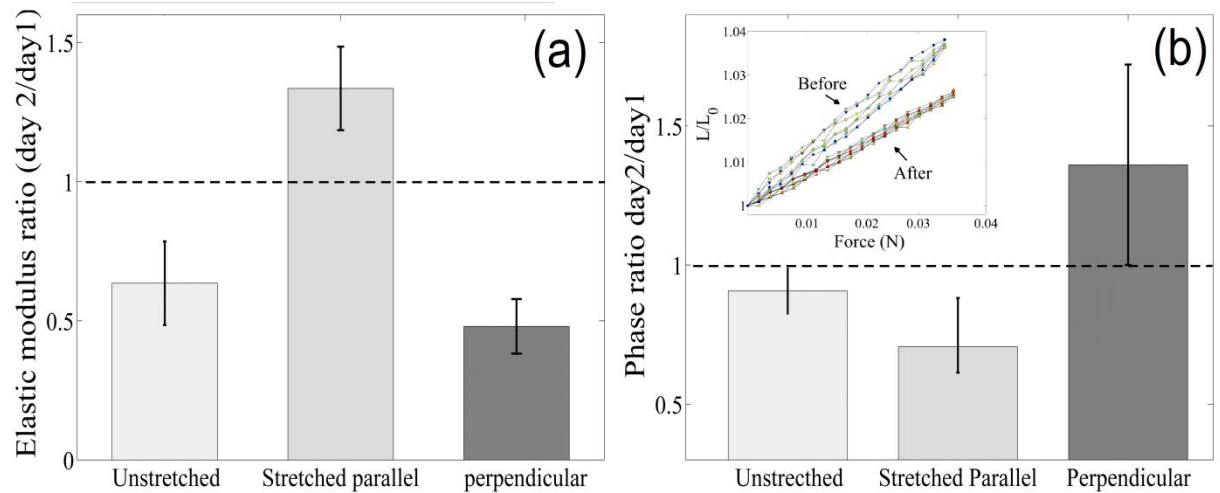 Elastic modulus ratio (day 2/day1)
1.5
1
0.5
0
(a)
Unstretched Stretched parallel perpendicular
Phase ratio day2/day1
1.5
1
0.5
(b)
L/L0
1.04
1.03
1.02
1.01
1
Before
After
0.01 0.02 0.03 0.04
Force (N)
Unstrecthed Stretched Parallel Perpendicular